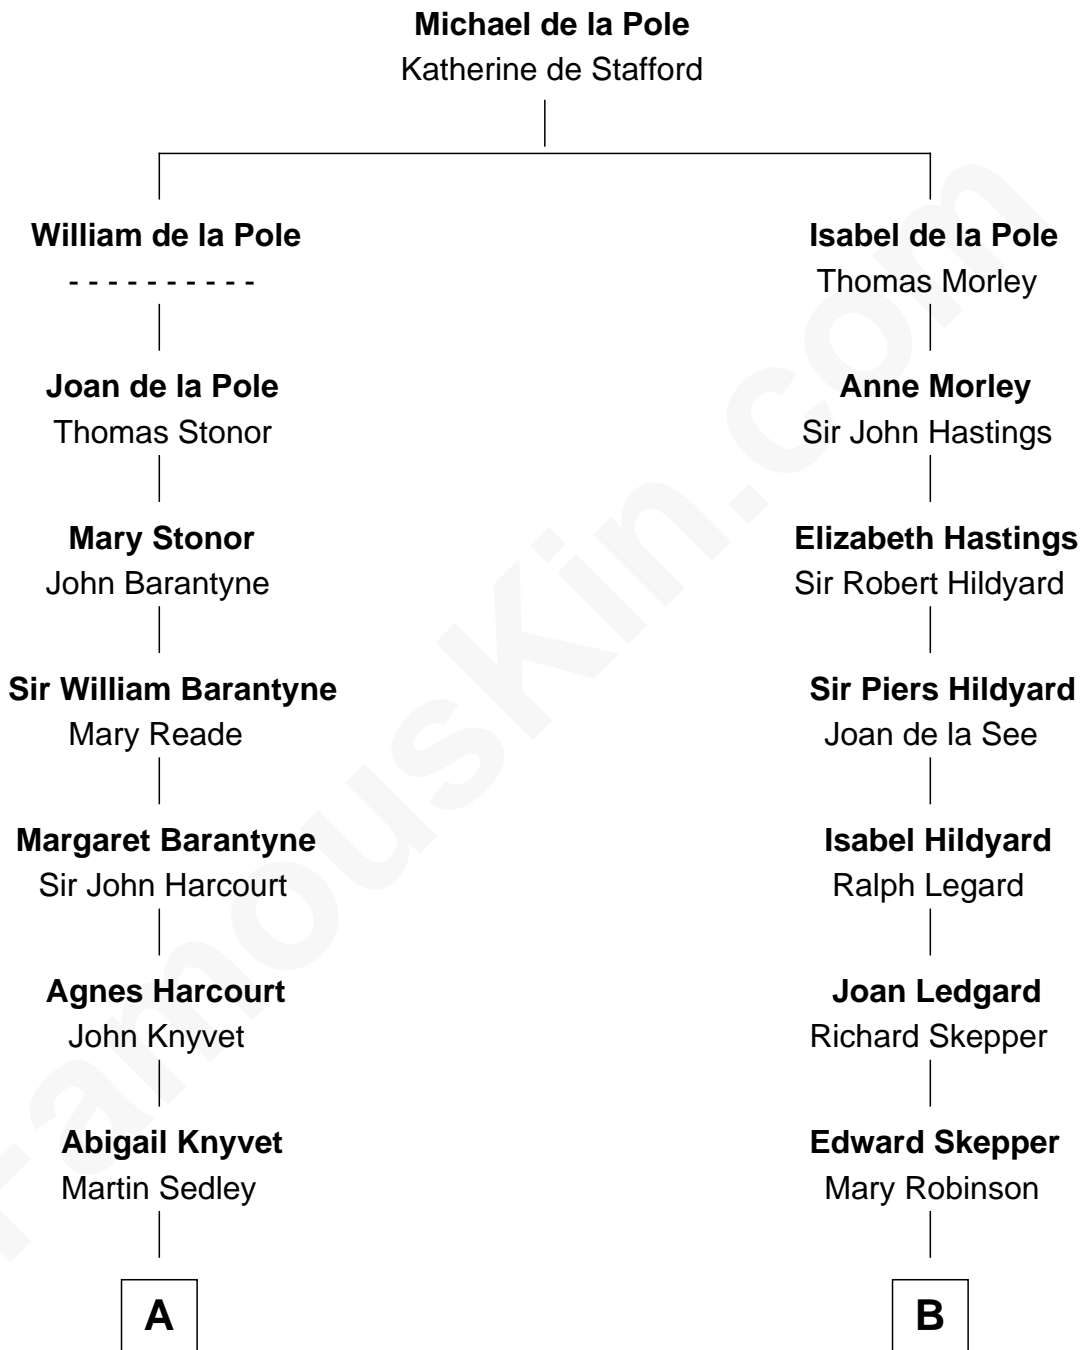 Michael de la Pole
Katherine de Stafford
William de la Pole
- - - - - - - - - -
Joan de la Pole
Thomas Stonor
Mary Stonor
John Barantyne
Sir William Barantyne
Mary Reade
Margaret Barantyne
Sir John Harcourt
Agnes Harcourt
John Knyvet
Abigail Knyvet
Martin Sedley
A
Isabel de la Pole
Thomas Morley
Anne Morley
Sir John Hastings
Elizabeth Hastings
Sir Robert Hildyard
Sir Piers Hildyard
Joan de la See
Isabel Hildyard
Ralph Legard
Joan Ledgard
Richard Skepper
Edward Skepper
Mary Robinson
B
FamousKin.com